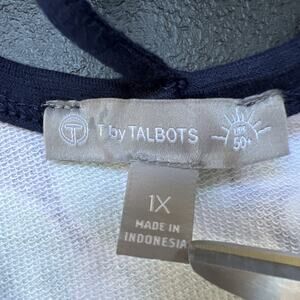 T T by TALBOTS
UPF
50+
1X
MADE IN
INDONESIA